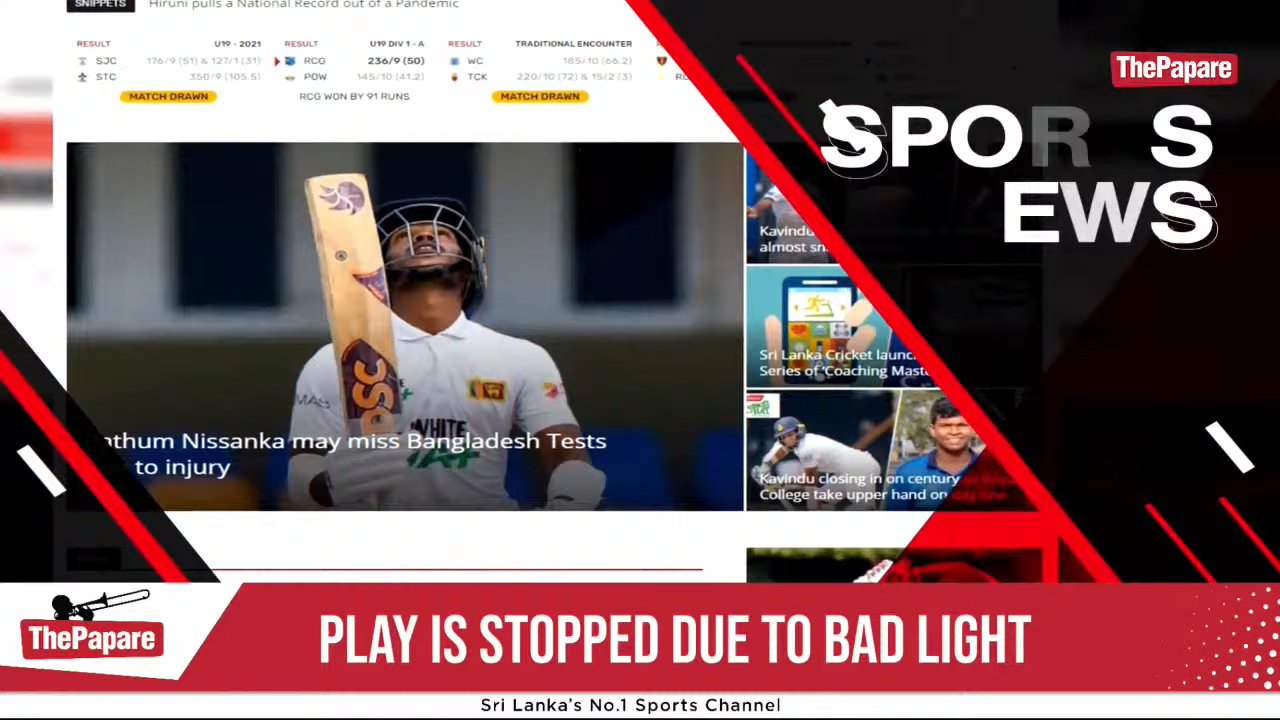 SNIPPETS Hiruni pulls a National Record out of a Pandemic
RESULT U19 - 2021
SJC 176/9 (51) & 127/1 (31)
STC 350/9 (105.5)
MATCH DRAWN
RESULT U19 DIV 1 - A
RCG 236/9 (50)
POW 145/10 (41.2)
RCG WON BY 91 RUNS
RESULT TRADITIONAL ENCOUNTER
WC 185/10 (66.2)
TCK 220/10 (72) & 15/2 (3)
MATCH DRAWN
ThePapare
SPOR S
EWS
DSC
WHITE
athum Nissanka may miss Bangladesh Tests
to injury
Kavindu
almost
Sri Lanka Cricket
Series of 'Coaching
Kavindu closing in on century
College take upper hand on
ThePapare
PLAY IS STOPPED DUE TO BAD LIGHT
Sri Lanka's No.1 Sports Channel